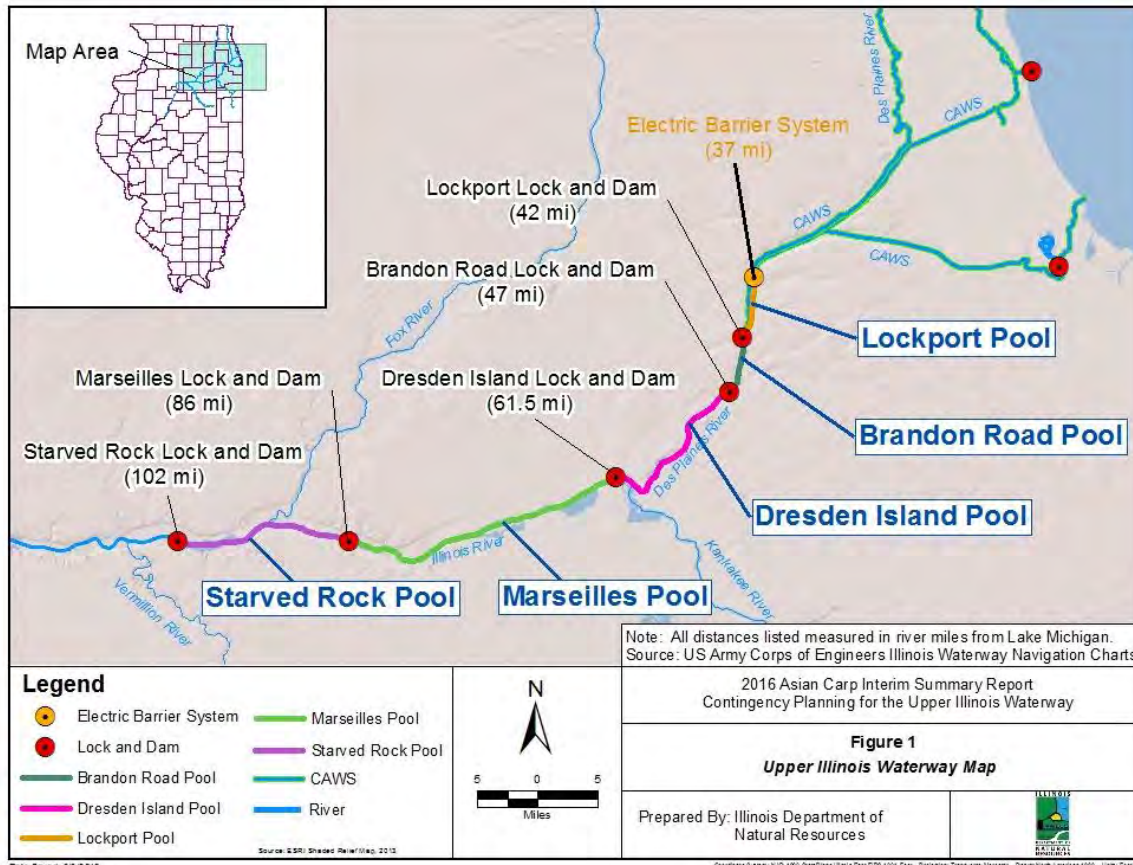 Map Area
Des Plaines River
CAWS
Electric Barrier System
(37 mi)
Lockport Lock and Dam
(42 mi)
CAWS
CAWS
Brandon Road Lock and Dam
(47 mi)
Fox River
Lockport Pool
Marseilles Lock and Dam
(86 mi)
Dresden Island Lock and Dam
(61.5 mi)
Brandon Road Pool
Des Plaines River
Starved Rock Lock and Dam
(102 mi)
Dresden Island Pool
Illinois River
Kankakee River
Starved Rock Pool
Marseilles Pool
Vermillion River
Note: All distances listed measured in river miles from Lake Michigan.
Source: US Army Corps of Engineers Illinois Waterway Navigation Charts
Legend
Electric Barrier System
Lock and Dam
Brandon Road Pool
Dresden Island Pool
Lockport Pool
Marseilles Pool
Starved Rock Pool
CAWS
River
Source: ESRI Shaded Relief Map, 2013
N
5 0 5
Miles
2016 Asian Carp Interim Summary Report
Contingency Planning for the Upper Illinois Waterway
Figure 1
Upper Illinois Waterway Map
Prepared By: Illinois Department of
Natural Resources
ILLINOIS
NATURAL
RESOURCES